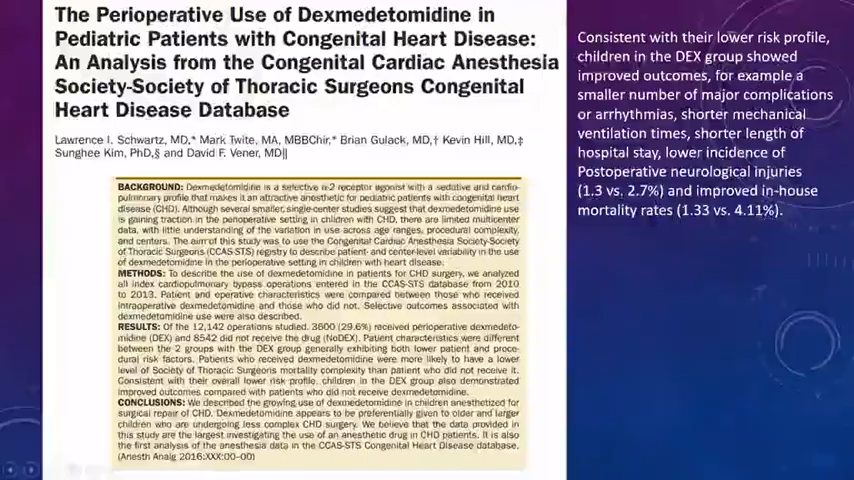 The Perioperative Use of Dexmedetomidine in
Pediatric Patients with Congenital Heart Disease:
An Analysis from the Congenital Cardiac Anesthesia
Society-Society of Thoracic Surgeons Congenital
Heart Disease Database
Lawrence I. Schwartz, MD,* Mark Twite, MA, MBBChir,* Brian Gulack, MD,† Kevin Hill, MD,‡
Sunghee Kim, PhD,§ and David F. Vener, MD||
BACKGROUND: Dexmedetomidine is a selective α-2 receptor agonist with a sedative and cardio-
pulmonary profile that makes it an attractive anesthetic for pediatric patients with congenital heart
disease (CHD). Although several smaller, single-center studies suggest that dexmedetomidine use
is gaining traction in the perioperative setting in children with CHD, there are limited multicenter
data, with little understanding of the variation in use across age ranges, procedural complexity,
and centers. The aim of this study was to use the Congenital Cardiac Anesthesia Society-Society
of Thoracic Surgeons (CCAS-STS) registry to describe patient- and center-level variability in the use
of dexmedetomidine in the perioperative setting in children with heart disease.
METHODS: To describe the use of dexmedetomidine in patients for CHD surgery, we analyzed
all index cardiopulmonary bypass operations entered in the CCAS-STS database from 2010
to 2013. Patient and operative characteristics were compared between those who received
intraoperative dexmedetomidine and those who did not. Selective outcomes associated with
dexmedetomidine use were also described.
RESULTS: Of the 12,142 operations studied, 3600 (29.6%) received perioperative dexmedeto-
midine (DEX) and 8542 did not receive the drug (NoDEX). Patient characteristics were different
between the 2 groups with the DEX group generally exhibiting both lower patient and proce-
dural risk factors. Patients who received dexmedetomidine were more likely to have a lower
level of Society of Thoracic Surgeons mortality complexity than patient who did not receive it.
Consistent with their overall lower risk profile, children in the DEX group also demonstrated
improved outcomes compared with patients who did not receive dexmedetomidine.
CONCLUSIONS: We described the growing use of dexmedetomidine in children anesthetized for
surgical repair of CHD. Dexmedetomidine appears to be preferentially given to older and larger
children who are undergoing less complex CHD surgery. We believe that the data provided in
this study are the largest investigating the use of an anesthetic drug in CHD patients. It is also
the first analysis of the anesthesia data in the CCAS-STS Congenital Heart Disease database.
(Anesth Analg 2016;XXX:00–00)
Consistent with their lower risk profile,
children in the DEX group showed
improved outcomes, for example a
smaller number of major complications
or arrhythmias, shorter mechanical
ventilation times, shorter length of
hospital stay, lower incidence of
Postoperative neurological injuries
(1.3 vs. 2.7%) and improved in-house
mortality rates (1.33 vs. 4.11%).